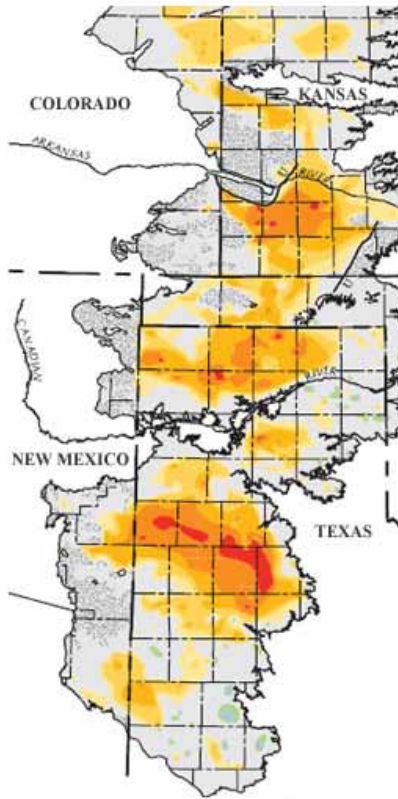 COLORADO
KANSAS
ARKANSAS
RIVER
CANADIAN
RIVER
NEW MEXICO
TEXAS